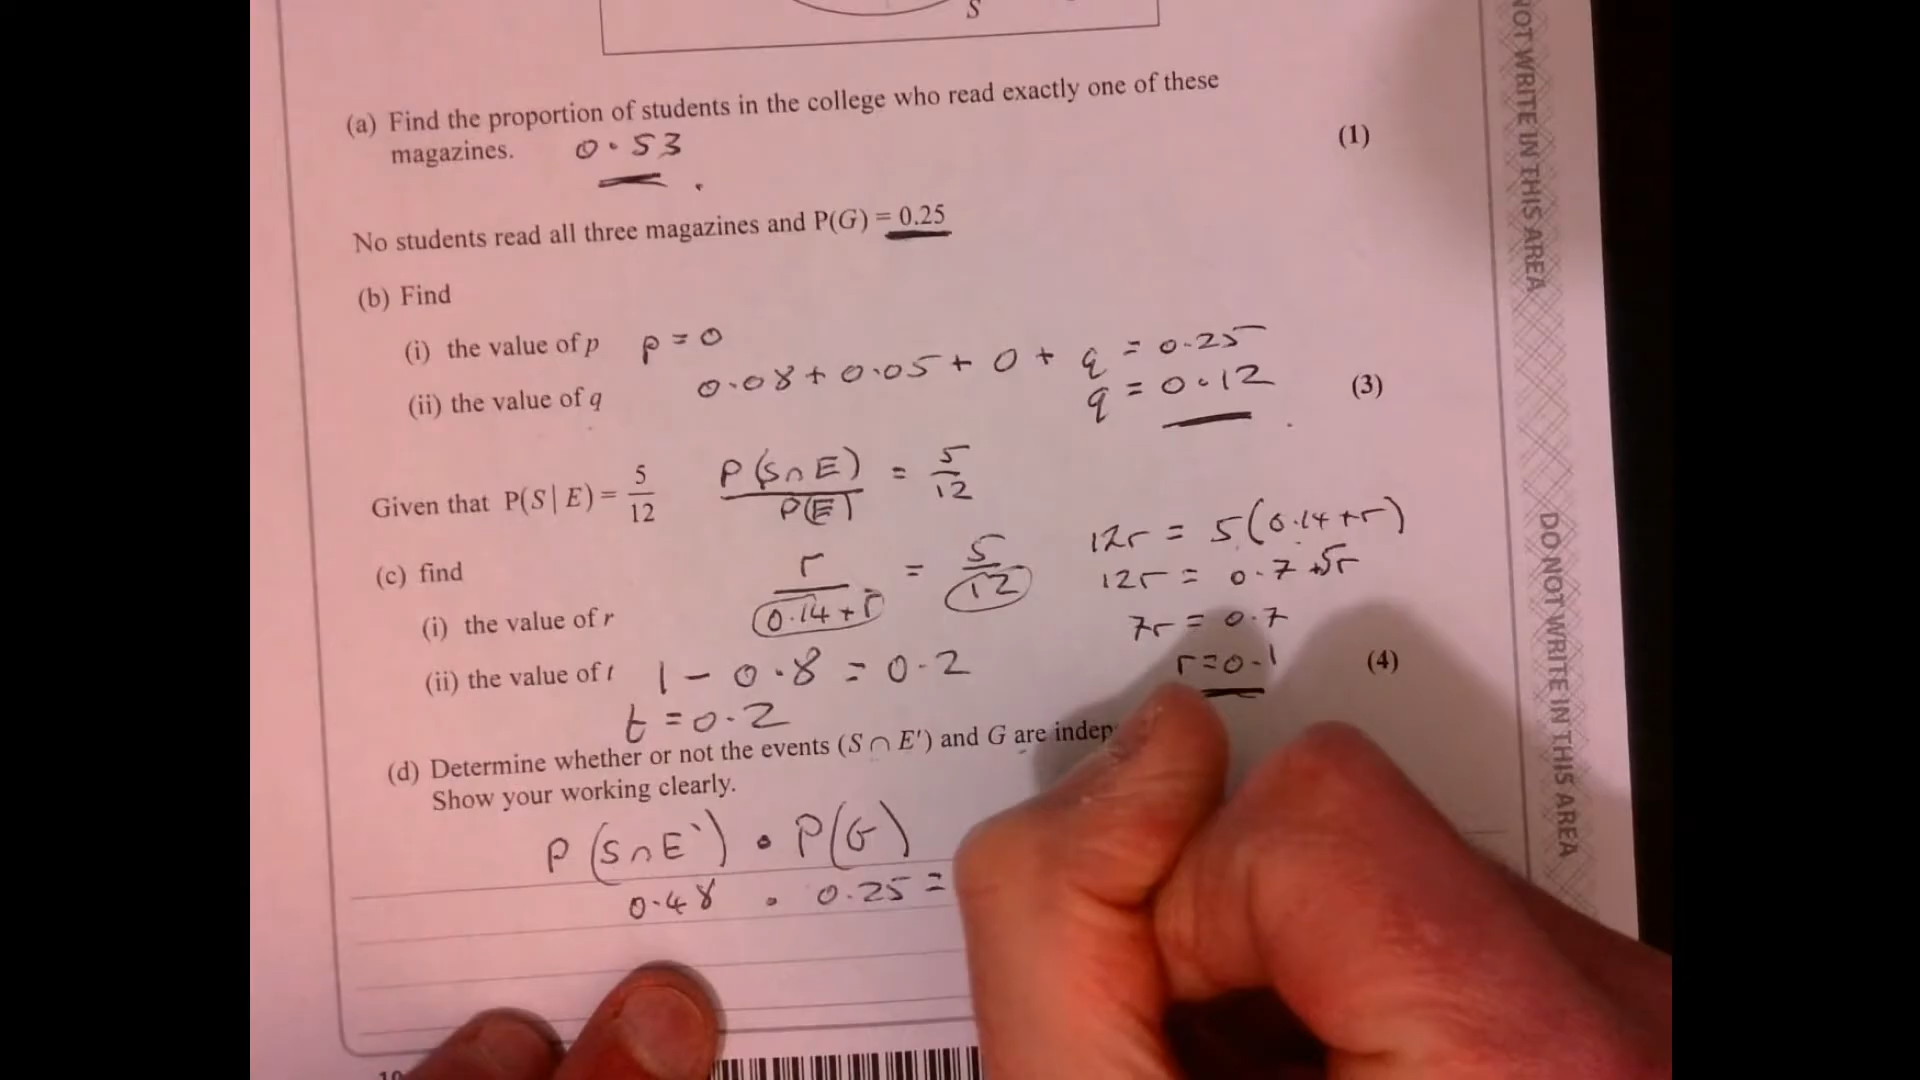 S
(a) Find the proportion of students in the college who read exactly one of these
magazines. 0.53
(1)
No students read all three magazines and P(G) = 0.25
(b) Find
(i) the value of p p = 0
0.08 + 0.05 + 0 + q = 0.25
(ii) the value of q
q = 0.12
(3)
Given that P(S | E) = 5/12
P(S∩E)/P(E) = 5/12
(c) find
r/(0.14 + r) = 5/12
12r = 5(0.14 + r)
12r = 0.7 + 5r
7r = 0.7
r = 0.1
(i) the value of r
(ii) the value of t 1 - 0.8 = 0.2
t = 0.2
(4)
(d) Determine whether or not the events (S ∩ E') and G are indep
Show your working clearly.
P(S∩E') . P(G)
0.48 . 0.25 =
NOT WRITE IN THIS AREA
DO NOT WRITE IN THIS AREA